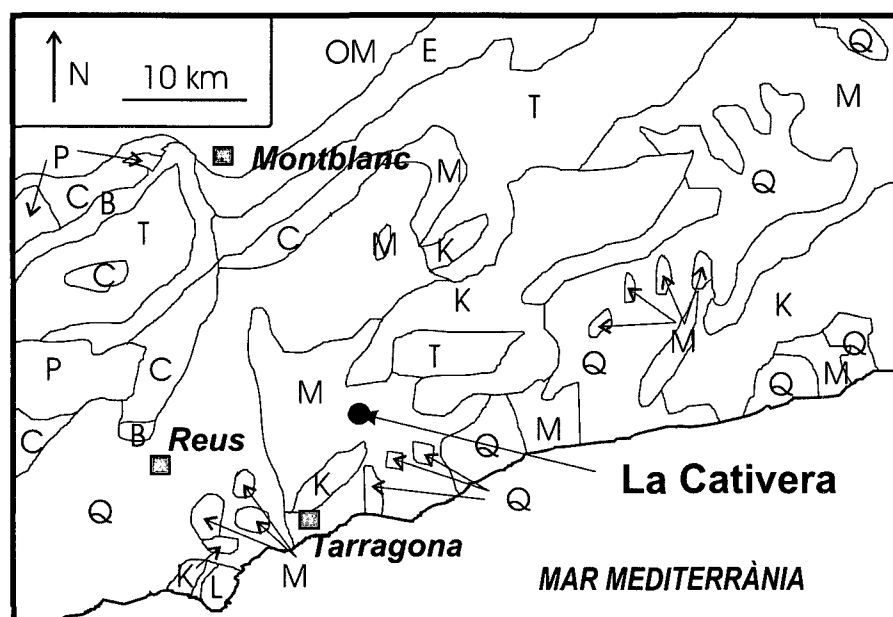 OM E Q
N
10 km
T M
P Montblanc M
C B Q
T C M K
C
K K
P C M T Q M Q
Q M
C B Reus K Q M
La Cativera
Q Q
Tarragona
K L M
MAR MEDITERRÀNIA